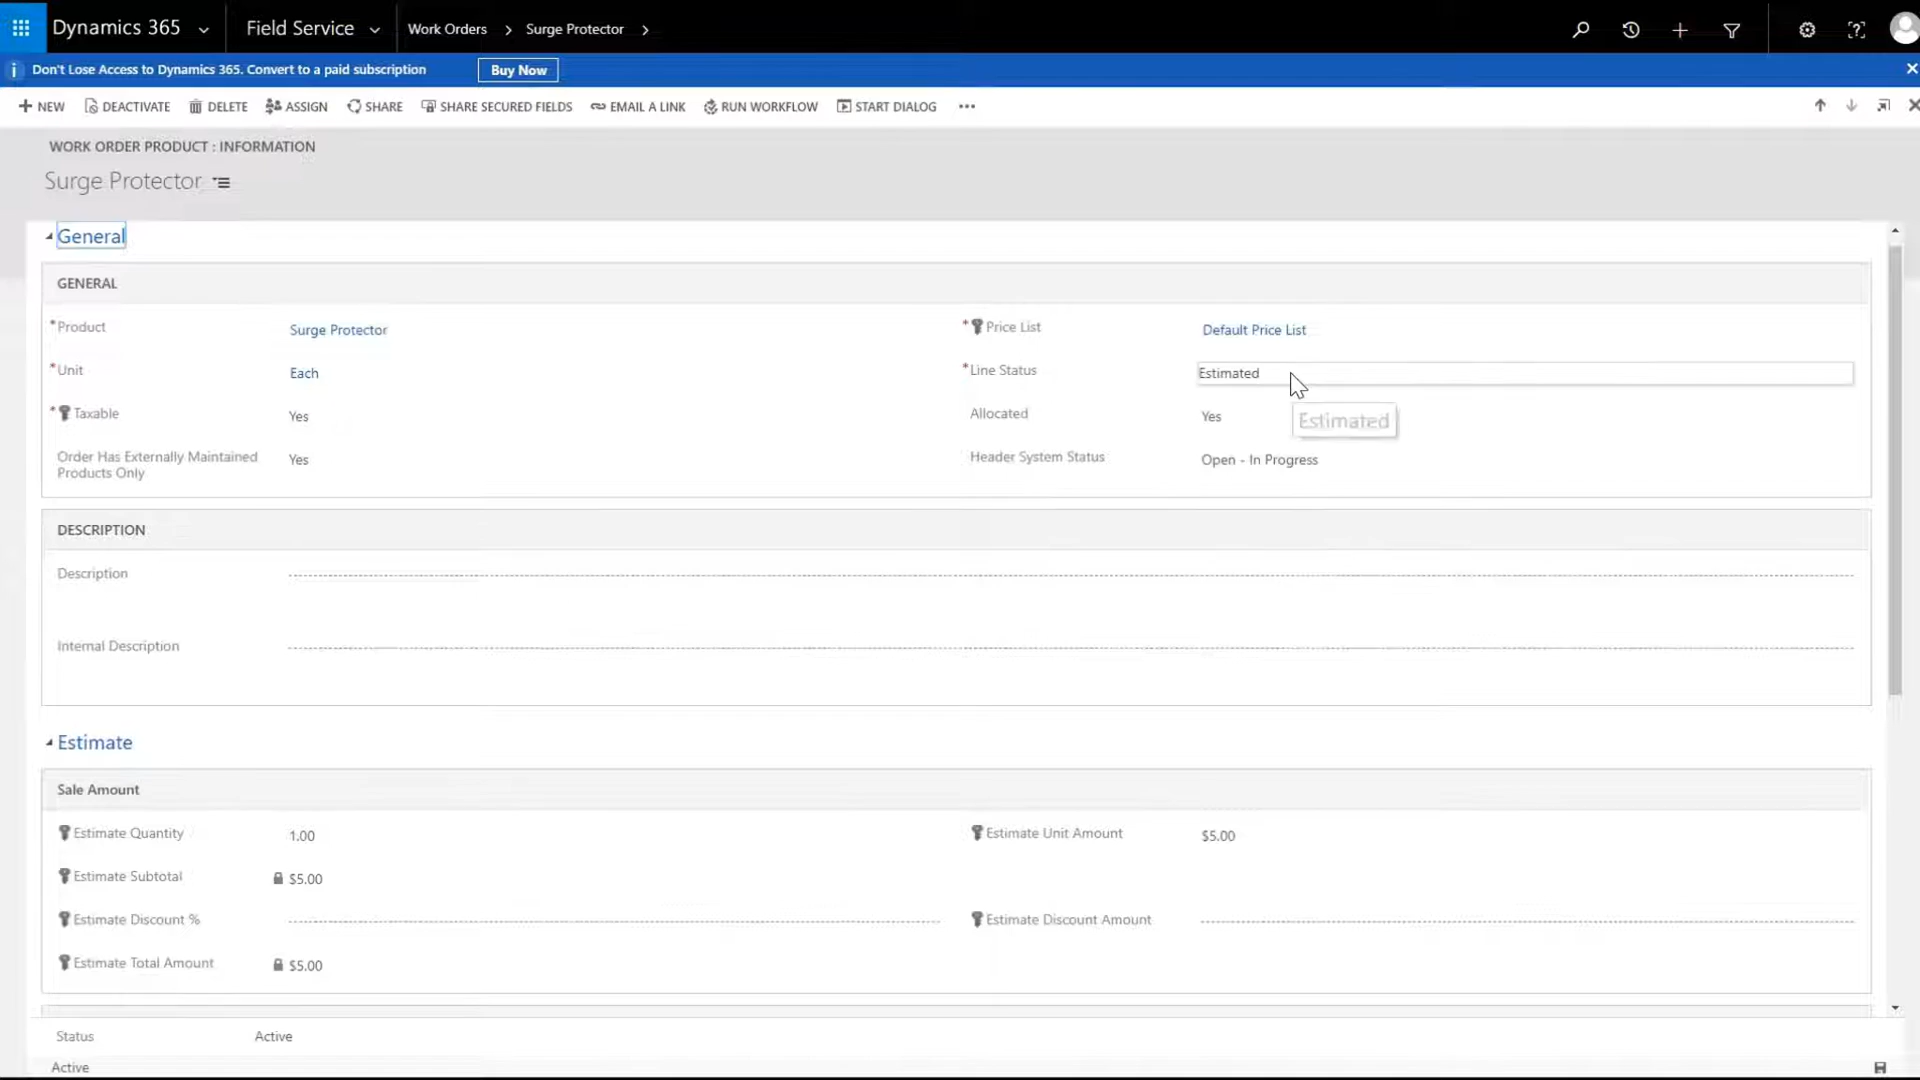 Dynamics 365 Field Service Work Orders > Surge Protector >
Don't Lose Access to Dynamics 365. Convert to a paid subscription Buy Now
NEW DEACTIVATE DELETE ASSIGN SHARE SHARE SECURED FIELDS EMAIL A LINK RUN WORKFLOW START DIALOG ...
WORK ORDER PRODUCT : INFORMATION
Surge Protector
General
GENERAL
*Product Surge Protector *Price List Default Price List
*Unit Each *Line Status Estimated
*Taxable Yes Allocated Yes
Estimated
Order Has Externally Maintained Products Only Yes Header System Status Open - In Progress
DESCRIPTION
Description
Internal Description
Estimate
Sale Amount
Estimate Quantity 1.00 Estimate Unit Amount $5.00
Estimate Subtotal $5.00
Estimate Discount % Estimate Discount Amount
Estimate Total Amount $5.00
Status Active
Active